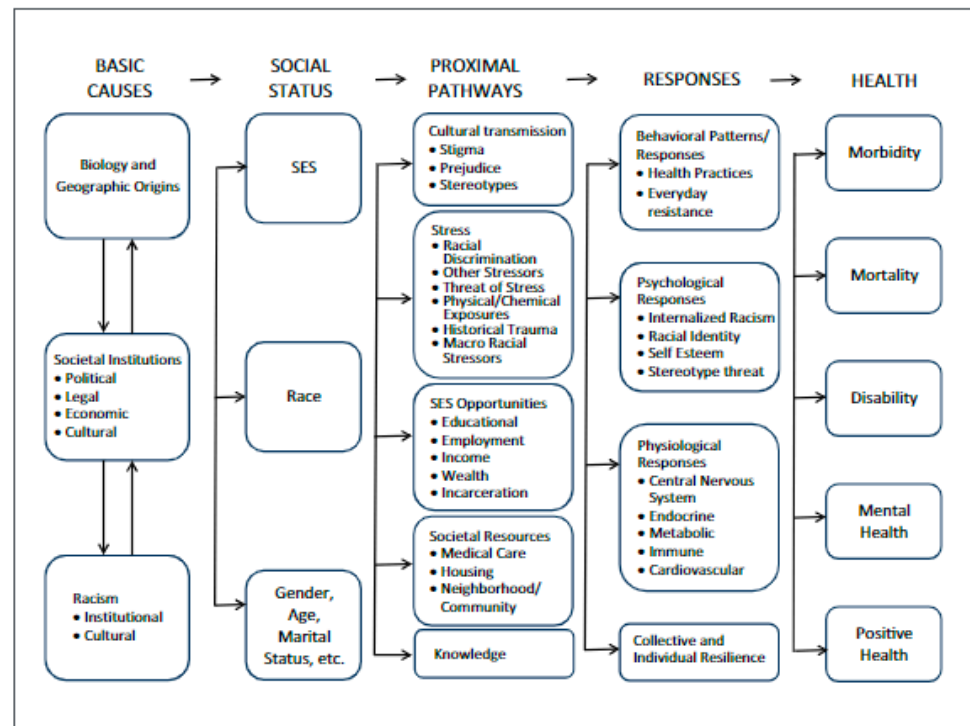 BASIC
CAUSES
SOCIAL
STATUS
PROXIMAL
PATHWAYS
RESPONSES
HEALTH
Biology and
Geographic Origins
Societal Institutions
• Political
• Legal
• Economic
• Cultural
Racism
• Institutional
• Cultural
SES
Race
Gender,
Age,
Marital
Status, etc.
Cultural transmission
• Stigma
• Prejudice
• Stereotypes
Stress
• Racial
Discrimination
• Other Stressors
• Threat of Stress
• Physical/Chemical
Exposures
• Historical Trauma
• Macro Racial
Stressors
SES Opportunities
• Educational
• Employment
• Income
• Wealth
• Incarceration
Societal Resources
• Medical Care
• Housing
• Neighborhood/
Community
Knowledge
Behavioral Patterns/
Responses
• Health Practices
• Everyday
resistance
Psychological
Responses
• Internalized Racism
• Racial Identity
• Self Esteem
• Stereotype threat
Physiological
Responses
• Central Nervous
System
• Endocrine
• Metabolic
• Immune
• Cardiovascular
Collective and
Individual Resilience
Morbidity
Mortality
Disability
Mental
Health
Positive
Health